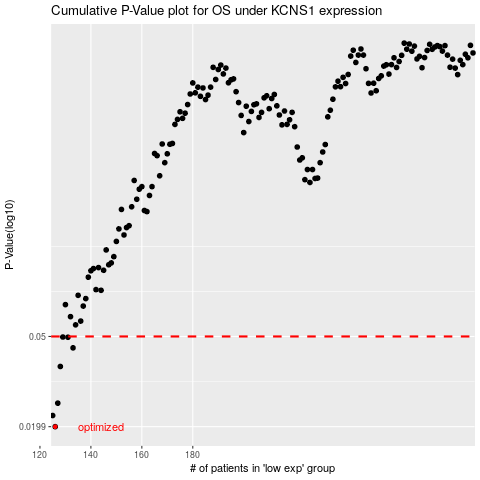 Cumulative P-Value plot for OS under KCNS1 expression
P-Value(log10)
0.05
0.0199
optimized
120 140 160 180
# of patients in 'low exp' group